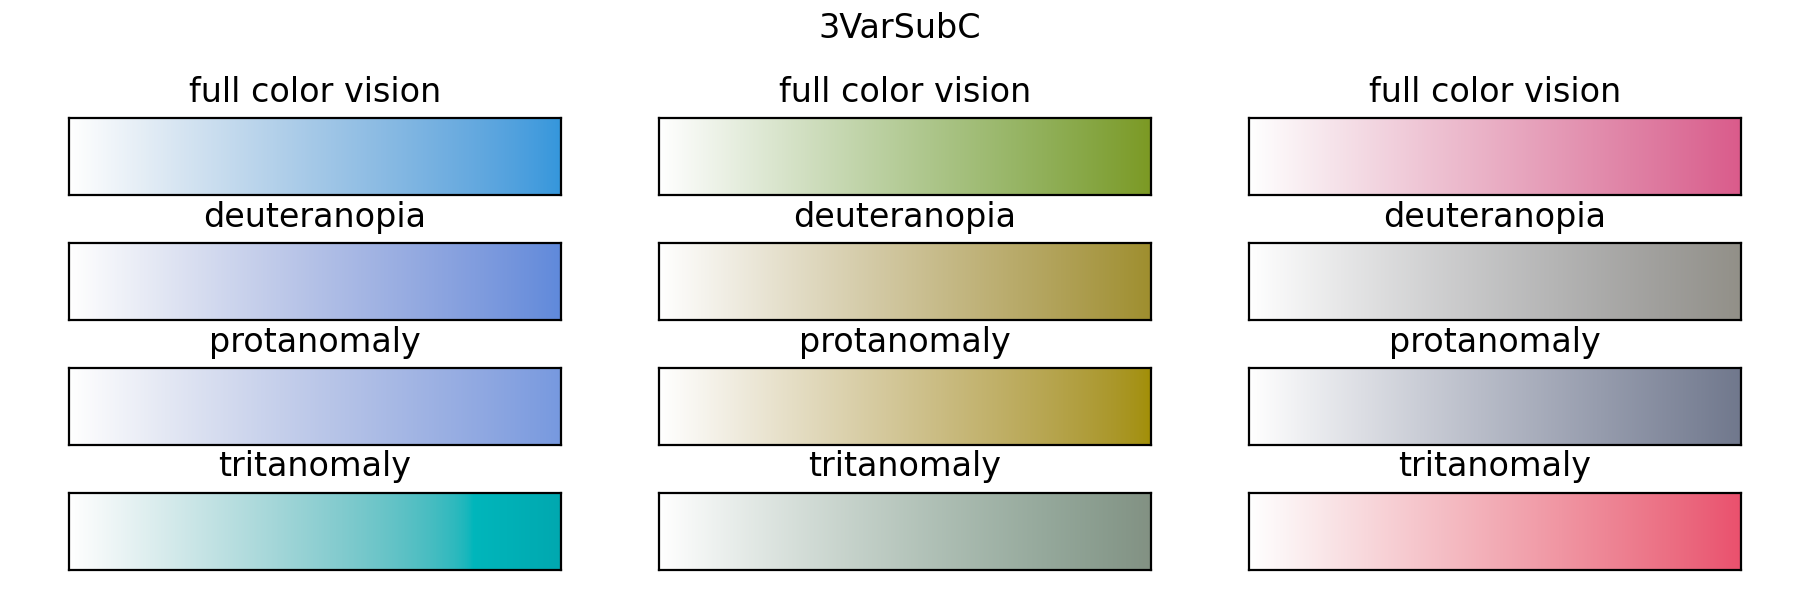 3VarSubC
full color vision
full color vision
full color vision
deuteranopia
deuteranopia
deuteranopia
protanomaly
protanomaly
protanomaly
tritanomaly
tritanomaly
tritanomaly